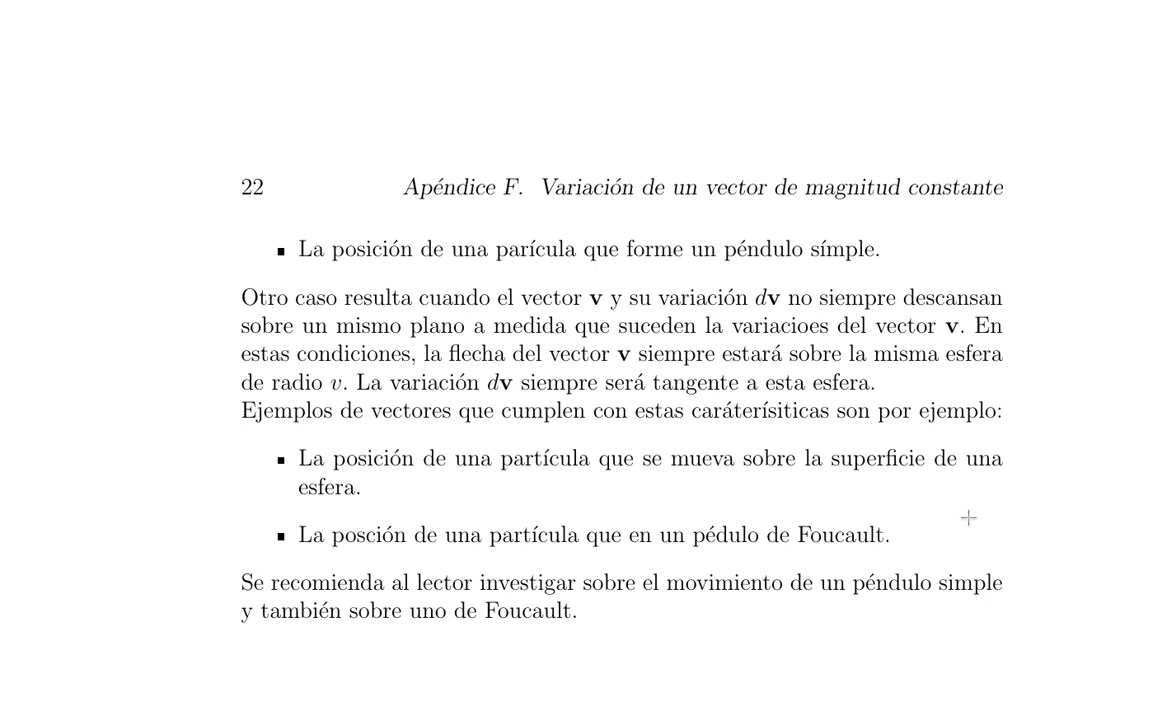 22 Apéndice F. Variación de un vector de magnitud constante
▪ La posición de una parícula que forme un péndulo símple.
Otro caso resulta cuando el vector v y su variación dv no siempre descansan
sobre un mismo plano a medida que suceden la variacioes del vector v. En
estas condiciones, la flecha del vector v siempre estará sobre la misma esfera
de radio v. La variación dv siempre será tangente a esta esfera.
Ejemplos de vectores que cumplen con estas caráterísiticas son por ejemplo:
▪ La posición de una partícula que se mueva sobre la superficie de una
esfera.
▪ La posción de una partícula que en un pédulo de Foucault.
Se recomienda al lector investigar sobre el movimiento de un péndulo simple
y también sobre uno de Foucault.